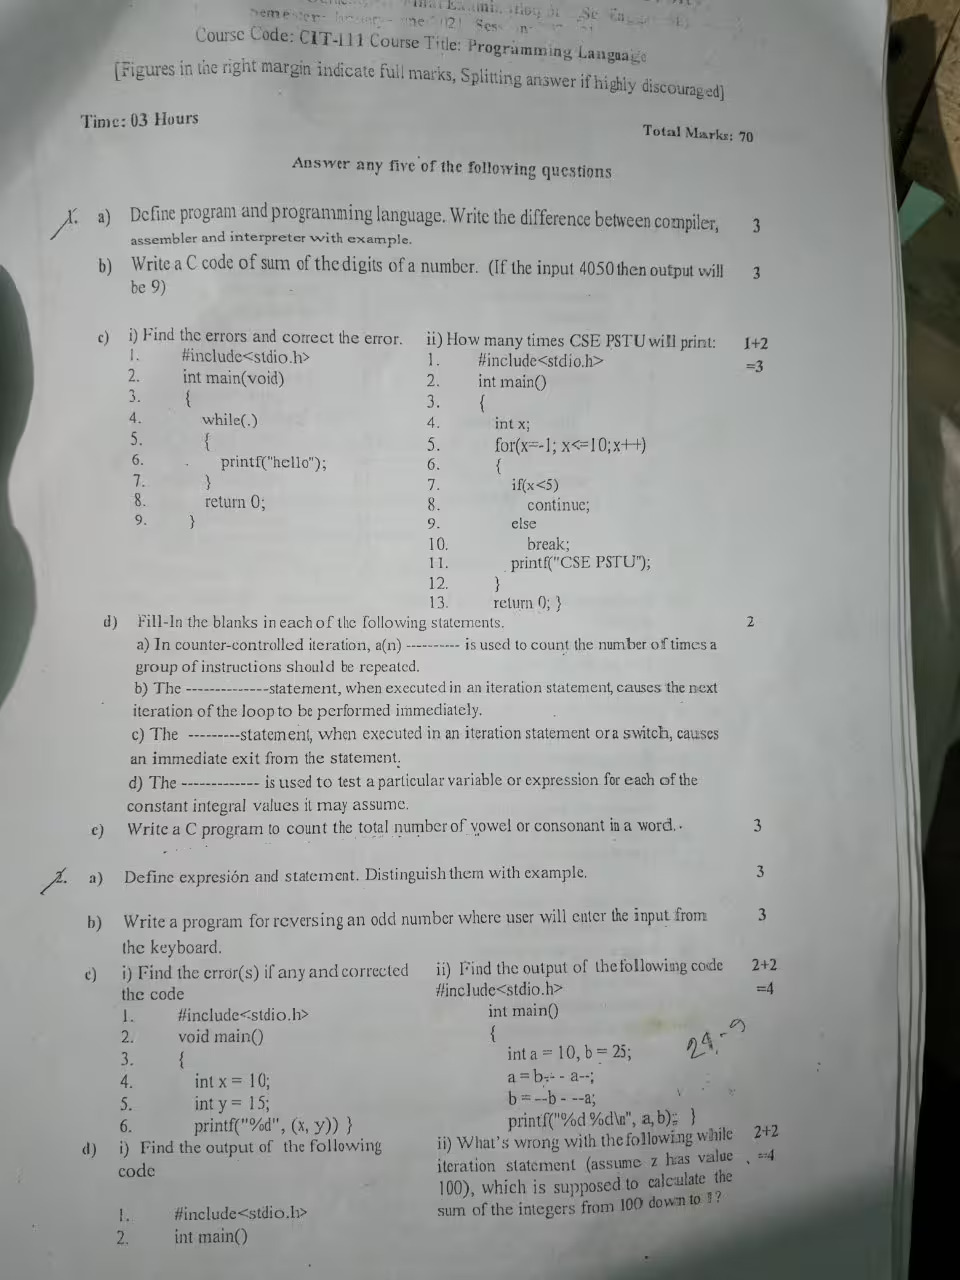 Course Code: CIT-111 Course Title: Programming Language
[Figures in the right margin indicate full marks, Splitting answer if highly discouraged]
Time: 03 Hours
Total Marks: 70
Answer any five of the following questions
1. a) Define program and programming language. Write the difference between compiler, 3
assembler and interpreter with example.
b) Write a C code of sum of the digits of a number. (If the input 4050 then output will 3
be 9)
c) i) Find the errors and correct the error.
1. #include<stdio.h>
2. int main(void)
3. {
4. while(.)
5. {
6. printf("hello");
7. }
8. return 0;
9. }
ii) How many times CSE PSTU will print: 1+2
=3
1. #include<stdio.h>
2. int main()
3. {
4. int x;
5. for(x=-1; x<=10;x++)
6. {
7. if(x<5)
8. continue;
9. else
10. break;
11. printf("CSE PSTU");
12. }
13. return 0; }
d) Fill-In the blanks in each of the following statements. 2
a) In counter-controlled iteration, a(n) ---------- is used to count the number of times a
group of instructions should be repeated.
b) The --------------statement, when executed in an iteration statement, causes the next
iteration of the loop to be performed immediately.
c) The ---------statement, when executed in an iteration statement or a switch, causes
an immediate exit from the statement.
d) The ------------- is used to test a particular variable or expression for each of the
constant integral values it may assume.
e) Write a C program to count the total number of vowel or consonant in a word. 3
2. a) Define expresión and statement. Distinguish them with example. 3
b) Write a program for reversing an odd number where user will enter the input from 3
the keyboard.
c) i) Find the error(s) if any and corrected
the code
1. #include<stdio.h>
2. void main()
3. {
4. int x = 10;
5. int y = 15;
6. printf("%d", (x, y)) }
ii) Find the output of the following code 2+2
=4
#include<stdio.h>
int main()
{
int a = 10, b = 25;
a = b-- - a--;
b = --b - --a;
printf("%d %d\n", a, b); }
d) i) Find the output of the following
code
1. #include<stdio.h>
2. int main()
ii) What's wrong with the following while 2+2
iteration statement (assume z has value =4
100), which is supposed to calculate the
sum of the integers from 100 down to 1?